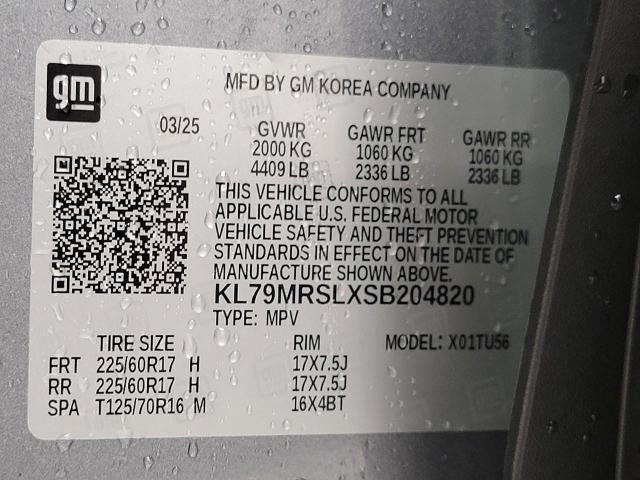 gm
MFD BY GM KOREA COMPANY
03/25 GVWR GAWR FRT GAWR RR
2000 KG 1060 KG 1060 KG
4409 LB 2336 LB 2336 LB
THIS VEHICLE CONFORMS TO ALL
APPLICABLE U.S. FEDERAL MOTOR
VEHICLE SAFETY AND THEFT PREVENTION
STANDARDS IN EFFECT ON THE DATE OF
MANUFACTURE SHOWN ABOVE.
KL79MRSLXSB204820
TYPE: MPV
TIRE SIZE RIM MODEL: X01TU56
FRT 225/60R17 H 17X7.5J
RR 225/60R17 H 17X7.5J
SPA T125/70R16 M 16X4BT